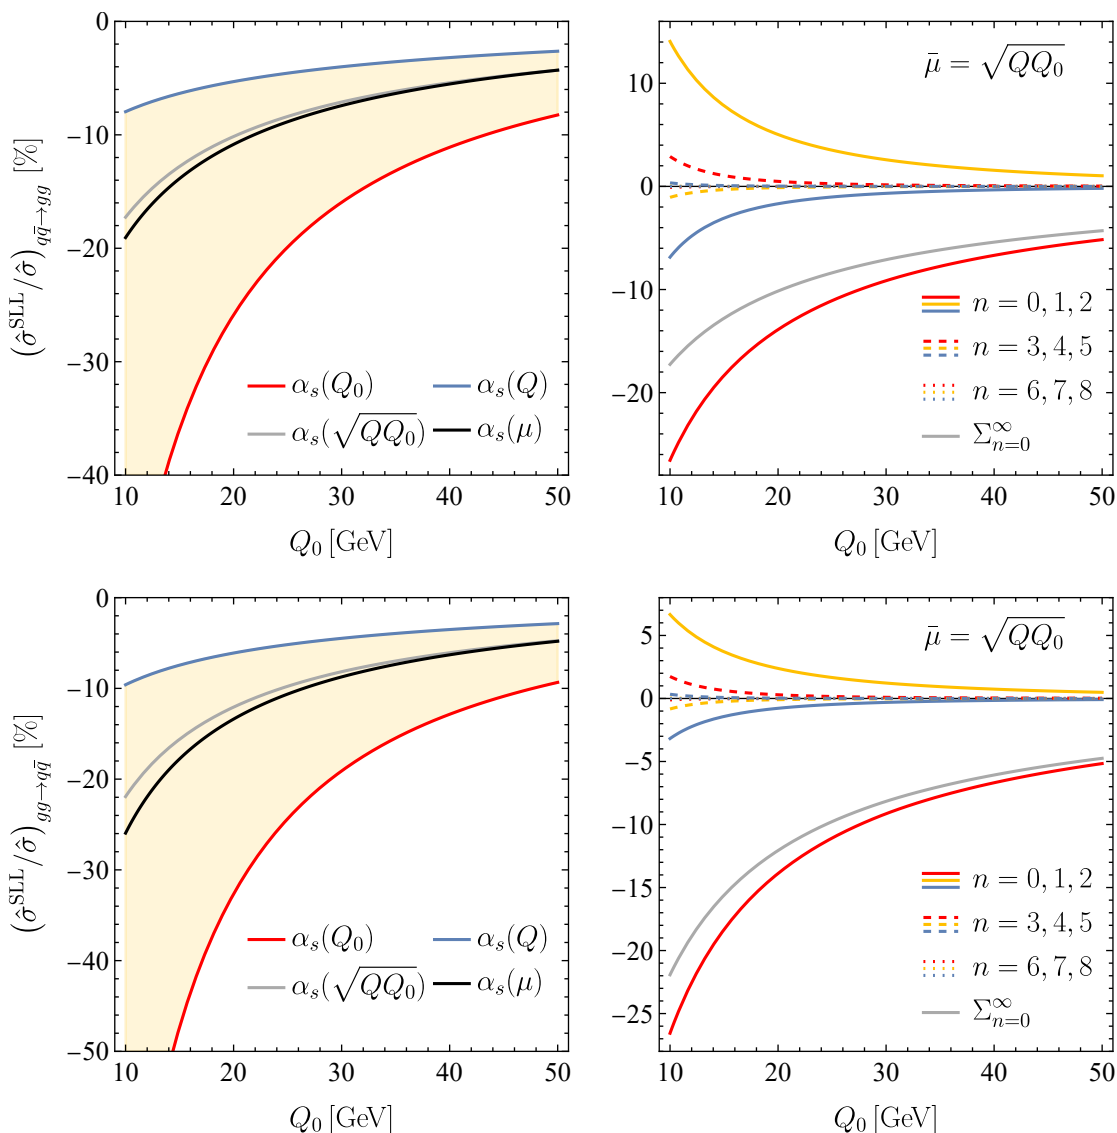 (σ̂^SLL/σ̂)_{qq̄→gg} [%]
0
−10
−20
−30
−40
α_s(Q_0) α_s(Q)
α_s(√QQ_0) α_s(μ)
10 20 30 40 50
Q_0 [GeV]
μ̄ = √QQ_0
10
0
−10
−20
n = 0, 1, 2
n = 3, 4, 5
n = 6, 7, 8
Σ_{n=0}^∞
10 20 30 40 50
Q_0 [GeV]
(σ̂^SLL/σ̂)_{gg→qq̄} [%]
0
−10
−20
−30
−40
−50
α_s(Q_0) α_s(Q)
α_s(√QQ_0) α_s(μ)
10 20 30 40 50
Q_0 [GeV]
μ̄ = √QQ_0
5
0
−5
−10
−15
−20
−25
n = 0, 1, 2
n = 3, 4, 5
n = 6, 7, 8
Σ_{n=0}^∞
10 20 30 40 50
Q_0 [GeV]